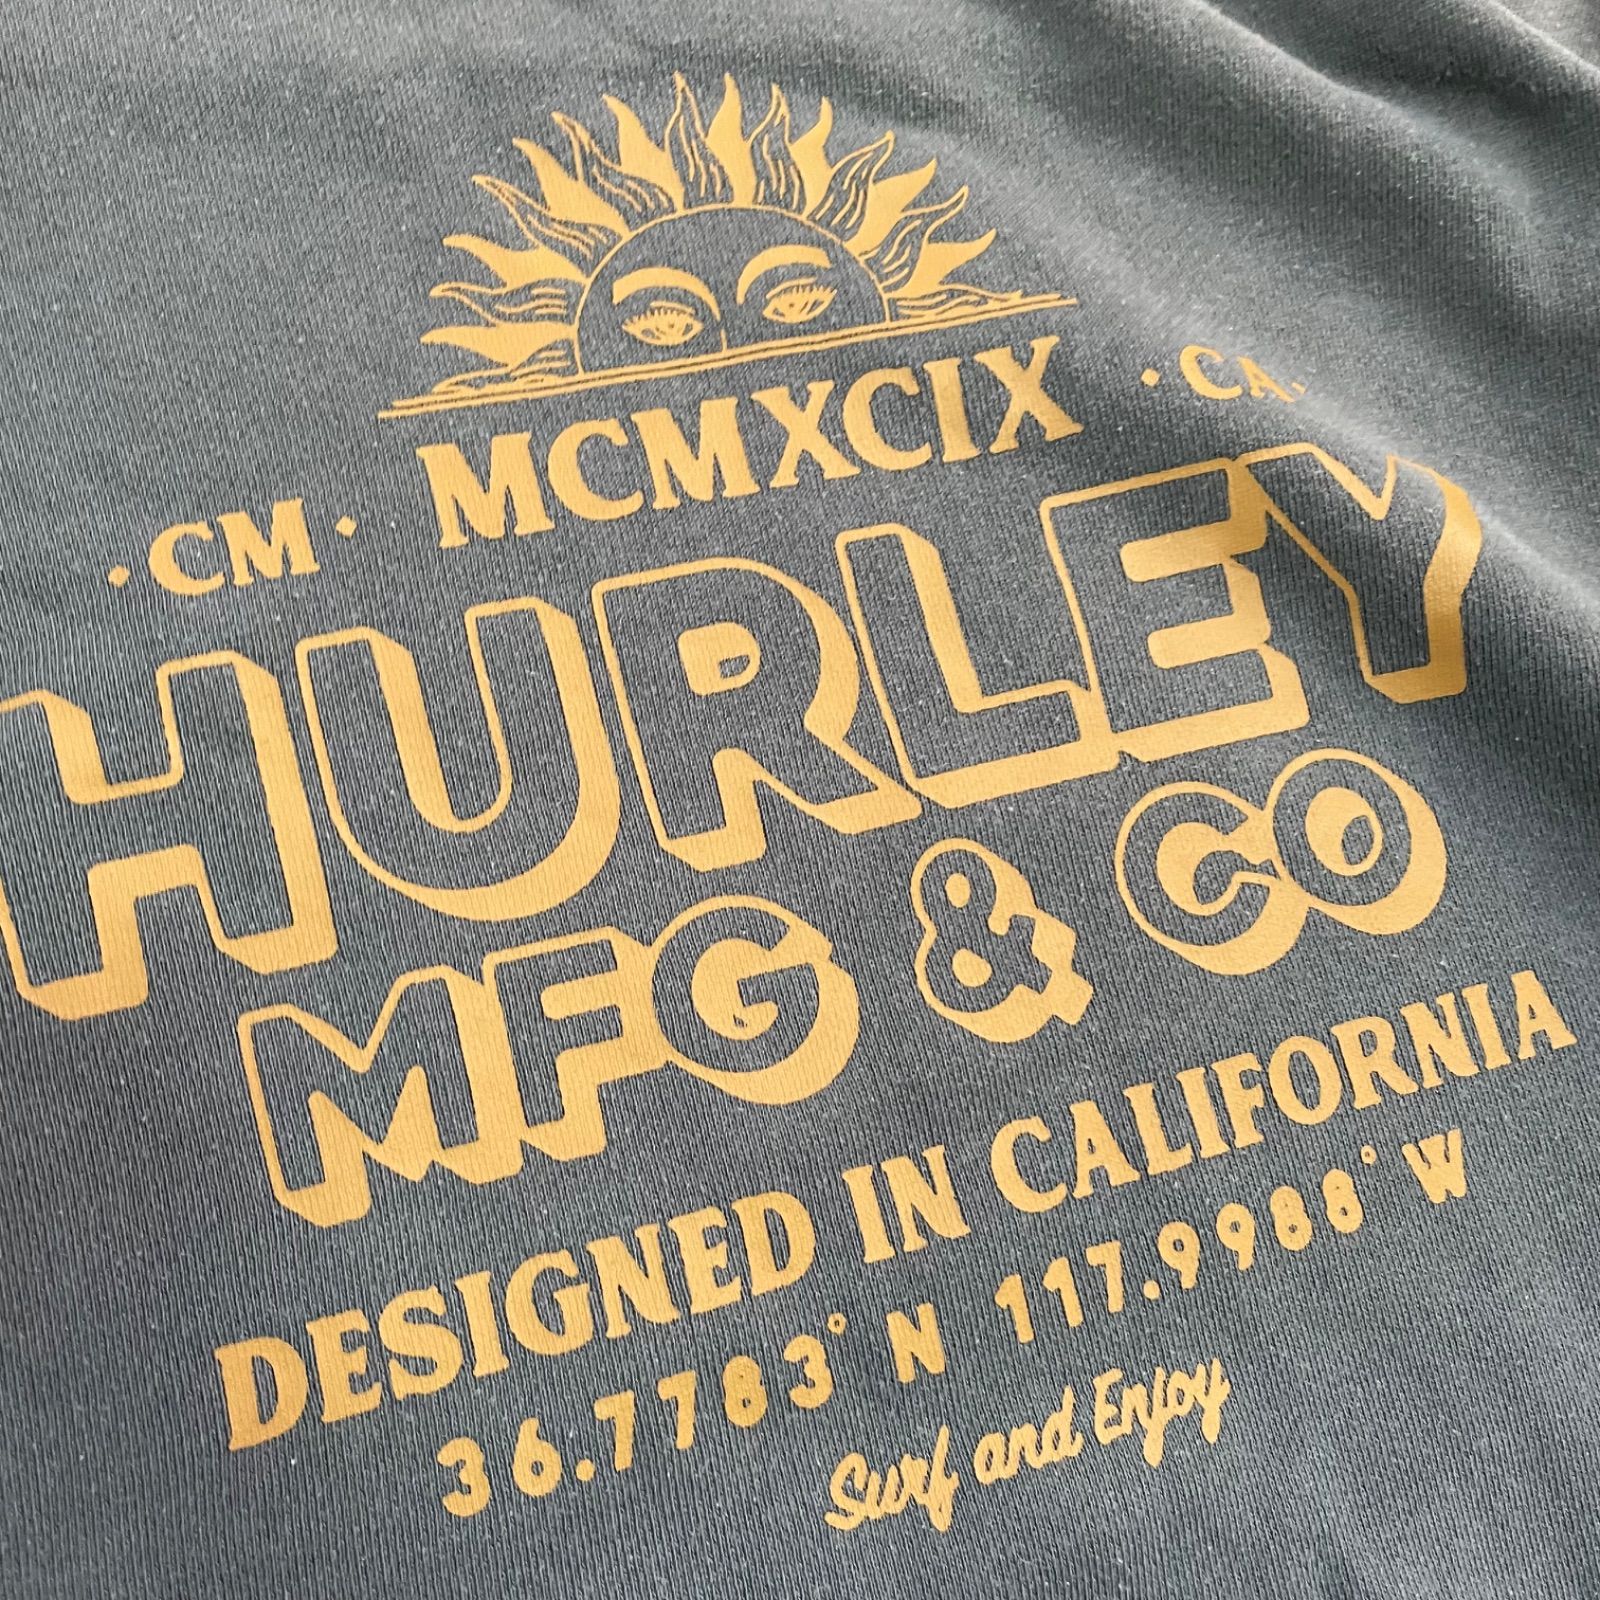 ·CM· MCMXCIX ·CA.
HURLEY
MFG & CO
DESIGNED IN CALIFORNIA
36.7783° N 117.9988° W
Surf and Enjoy